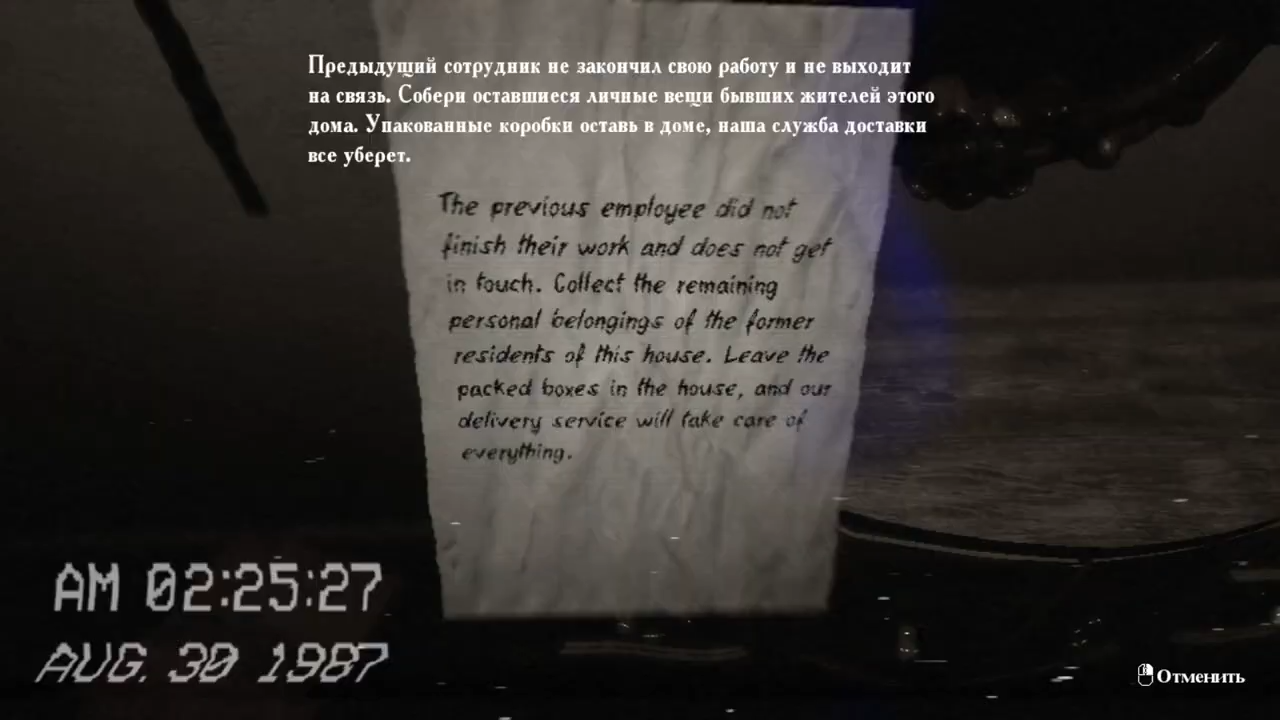 Предыдущий сотрудник не закончил свою работу и не выходит
на связь. Собери оставшиеся личные вещи бывших жителей этого
дома. Упакованные коробки оставь в доме, наша служба доставки
все уберет.
The previous employee did not
finish their work and does not get
in touch. Collect the remaining
personal belongings of the former
residents of this house. Leave the
packed boxes in the house, and our
delivery service will take care of
everything.
AM 02:25:27
AUG. 30 1987
Отменить